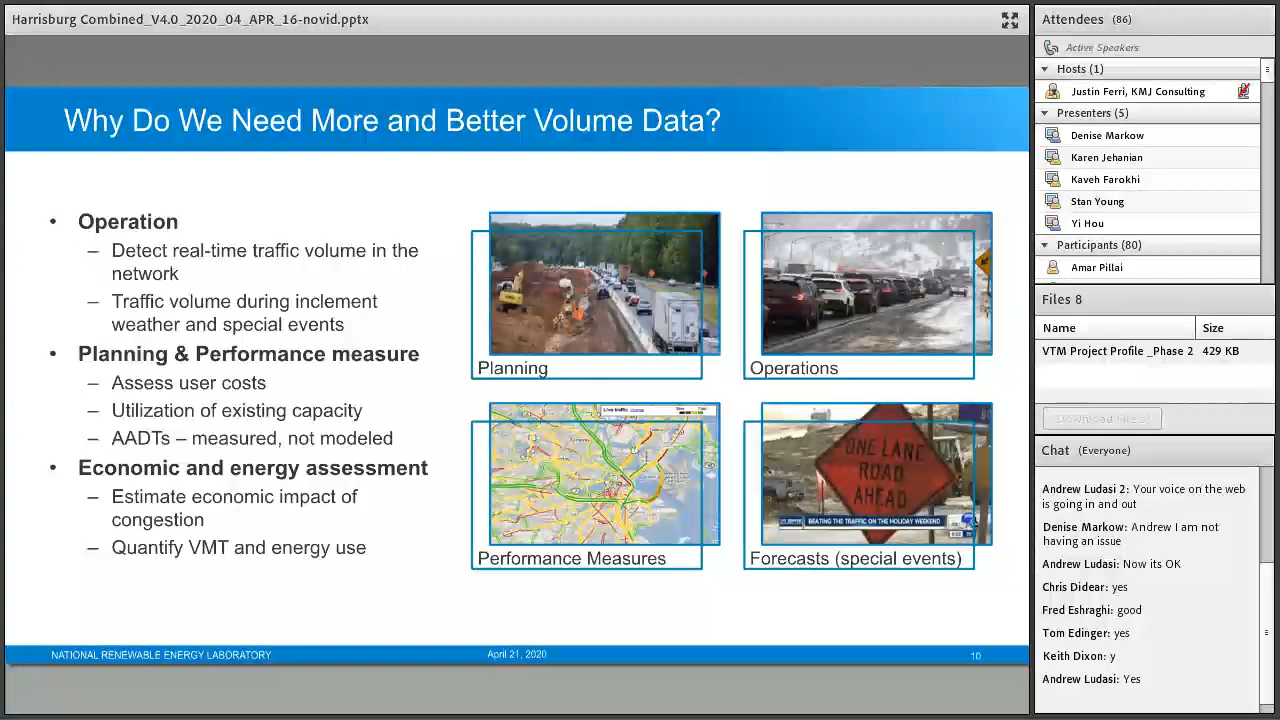 Harrisburg Combined_V4.0_2020_04_APR_16-novid.pptx
Why Do We Need More and Better Volume Data?
• Operation
– Detect real-time traffic volume in the
network
– Traffic volume during inclement
weather and special events
• Planning & Performance measure
– Assess user costs
– Utilization of existing capacity
– AADTs – measured, not modeled
• Economic and energy assessment
– Estimate economic impact of
congestion
– Quantify VMT and energy use
Planning
Operations
Live traffic
Performance Measures
ONE LANE
ROAD
AHEAD
BEATING THE TRAFFIC ON THE HOLIDAY WEEKEND
Forecasts (special events)
NATIONAL RENEWABLE ENERGY LABORATORY
April 21, 2020
10
Attendees (86)
Active Speakers
Hosts (1)
Justin Ferri, KMJ Consulting
Presenters (5)
Denise Markow
Karen Jehanian
Kaveh Farokhi
Stan Young
Yi Hou
Participants (80)
Amar Pillai
Files 8
Name Size
VTM Project Profile _Phase 2 429 KB
Download File(s)
Chat (Everyone)
Andrew Ludasi 2: Your voice on the web
is going in and out
Denise Markow: Andrew I am not
having an issue
Andrew Ludasi: Now its OK
Chris Didear: yes
Fred Eshraghi: good
Tom Edinger: yes
Keith Dixon: y
Andrew Ludasi: Yes